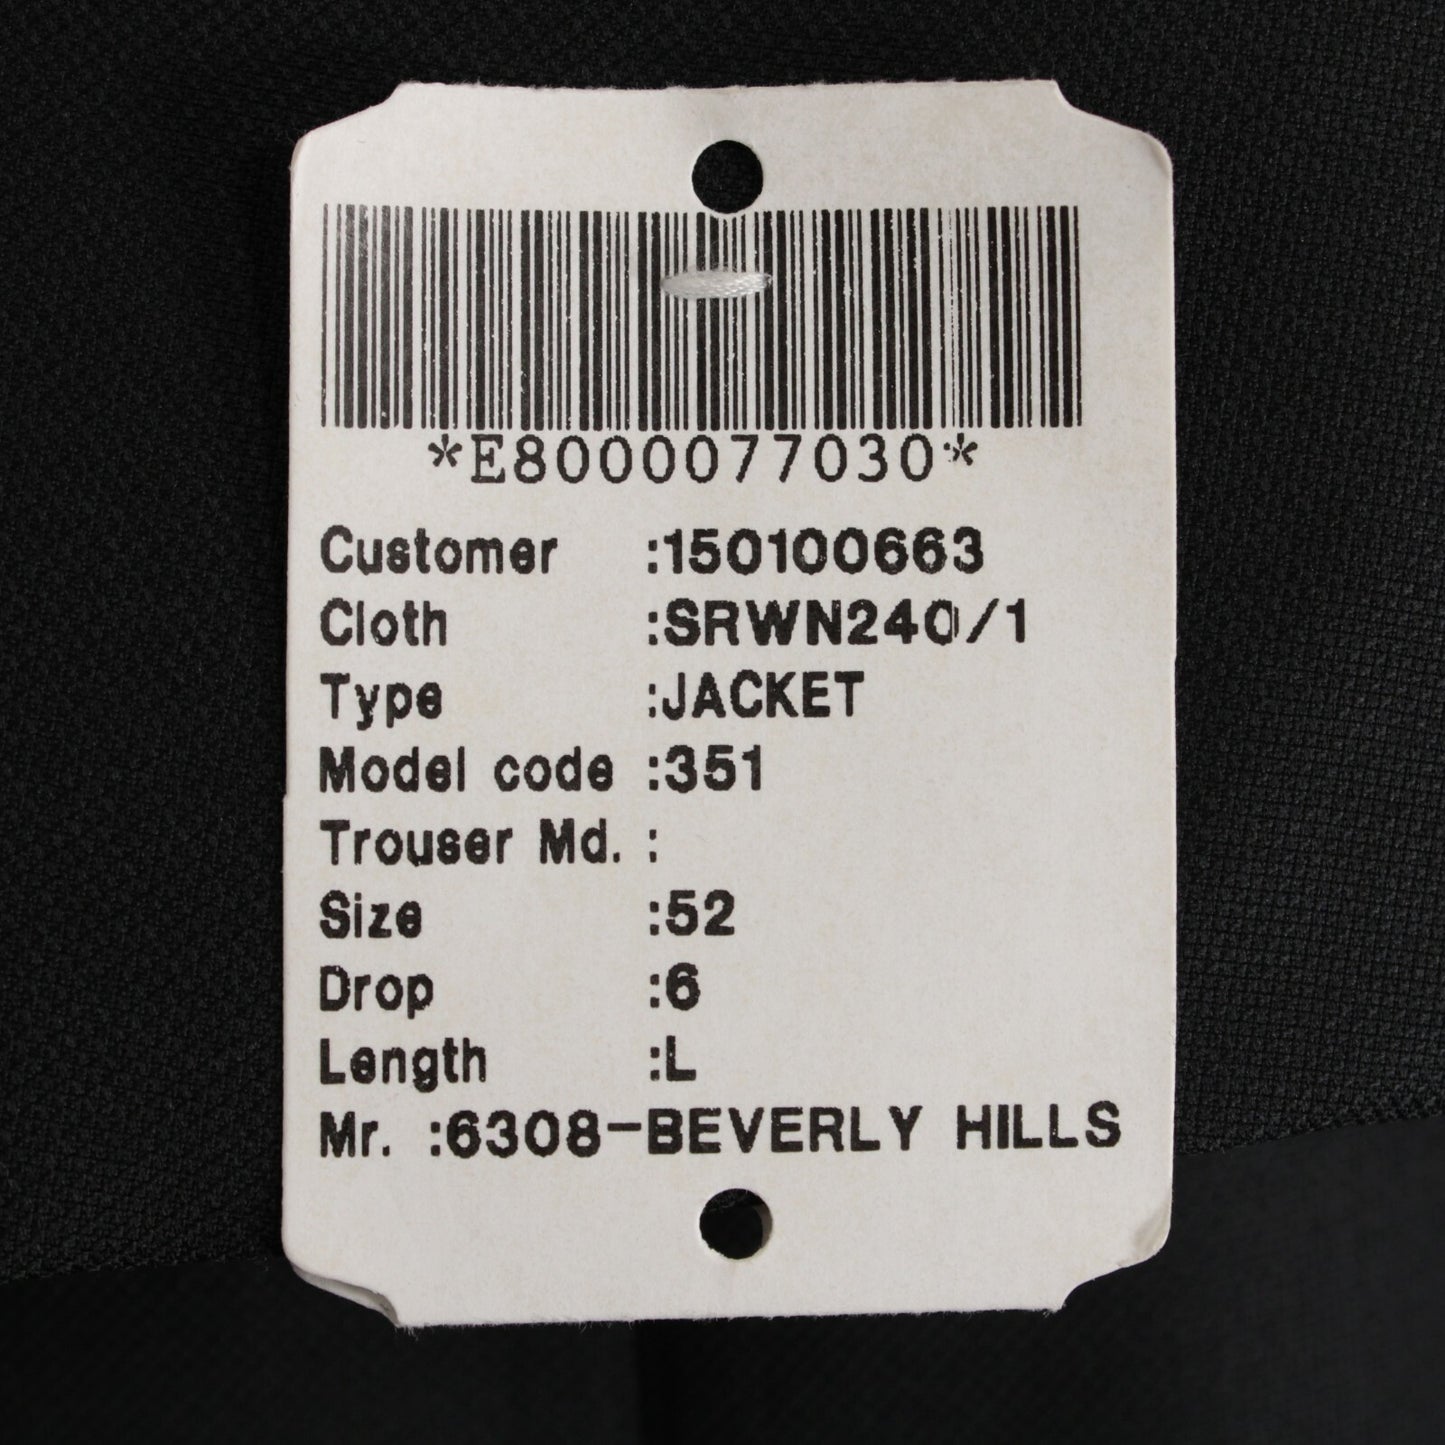 *E8000077030*
Customer :150100663
Cloth :SRWN240/1
Type :JACKET
Model code :351
Trouser Md. :
Size :52
Drop :6
Length :L
Mr. :6308-BEVERLY HILLS